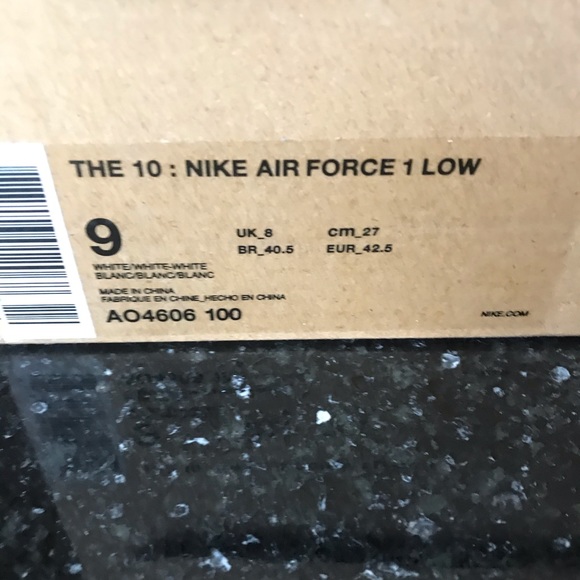 THE 10 : NIKE AIR FORCE 1 LOW
9
UK_8 cm_27
BR_40.5 EUR_42.5
WHITE/WHITE-WHITE
BLANC/BLANC/BLANC
MADE IN CHINA
FABRIQUE EN CHINE_HECHO EN CHINA
AO4606 100
NIKE.COM